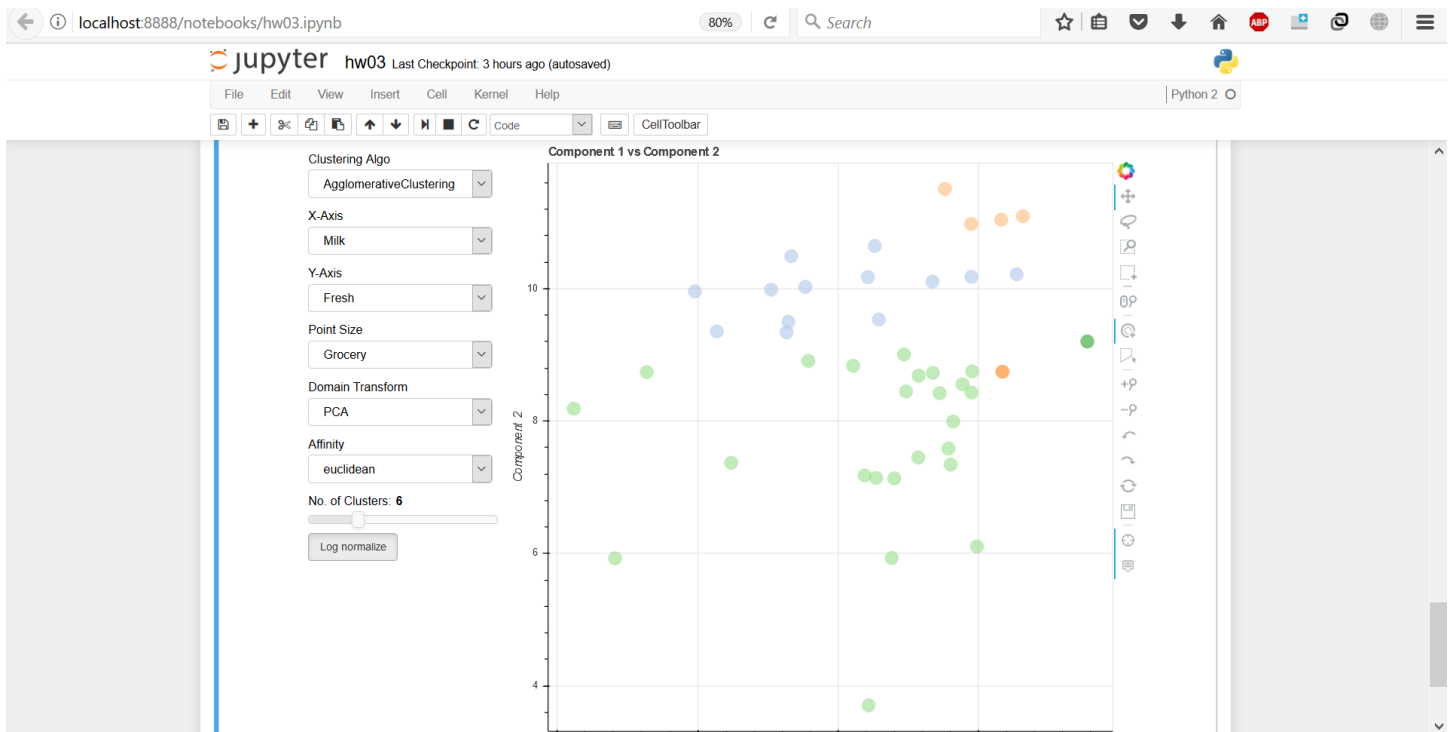 localhost:8888/notebooks/hw03.ipynb 80% Search ABP
jupyter hw03 Last Checkpoint: 3 hours ago (autosaved)
File Edit View Insert Cell Kernel Help Python 2
Code CellToolbar
Clustering Algo
AgglomerativeClustering
X-Axis
Milk
Y-Axis
Fresh
Point Size
Grocery
Domain Transform
PCA
Affinity
euclidean
No. of Clusters: 6
Log normalize
Component 1 vs Component 2
10
8
6
4
Component 2